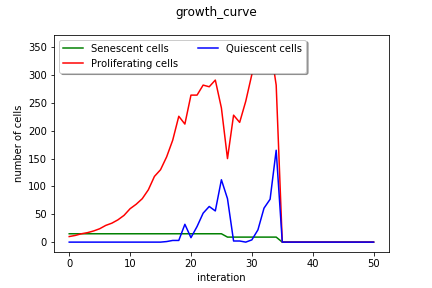 growth_curve
Senescent cells
Proliferating cells
Quiescent cells
number of cells
350
300
250
200
150
100
50
0
0 10 20 30 40 50
interation